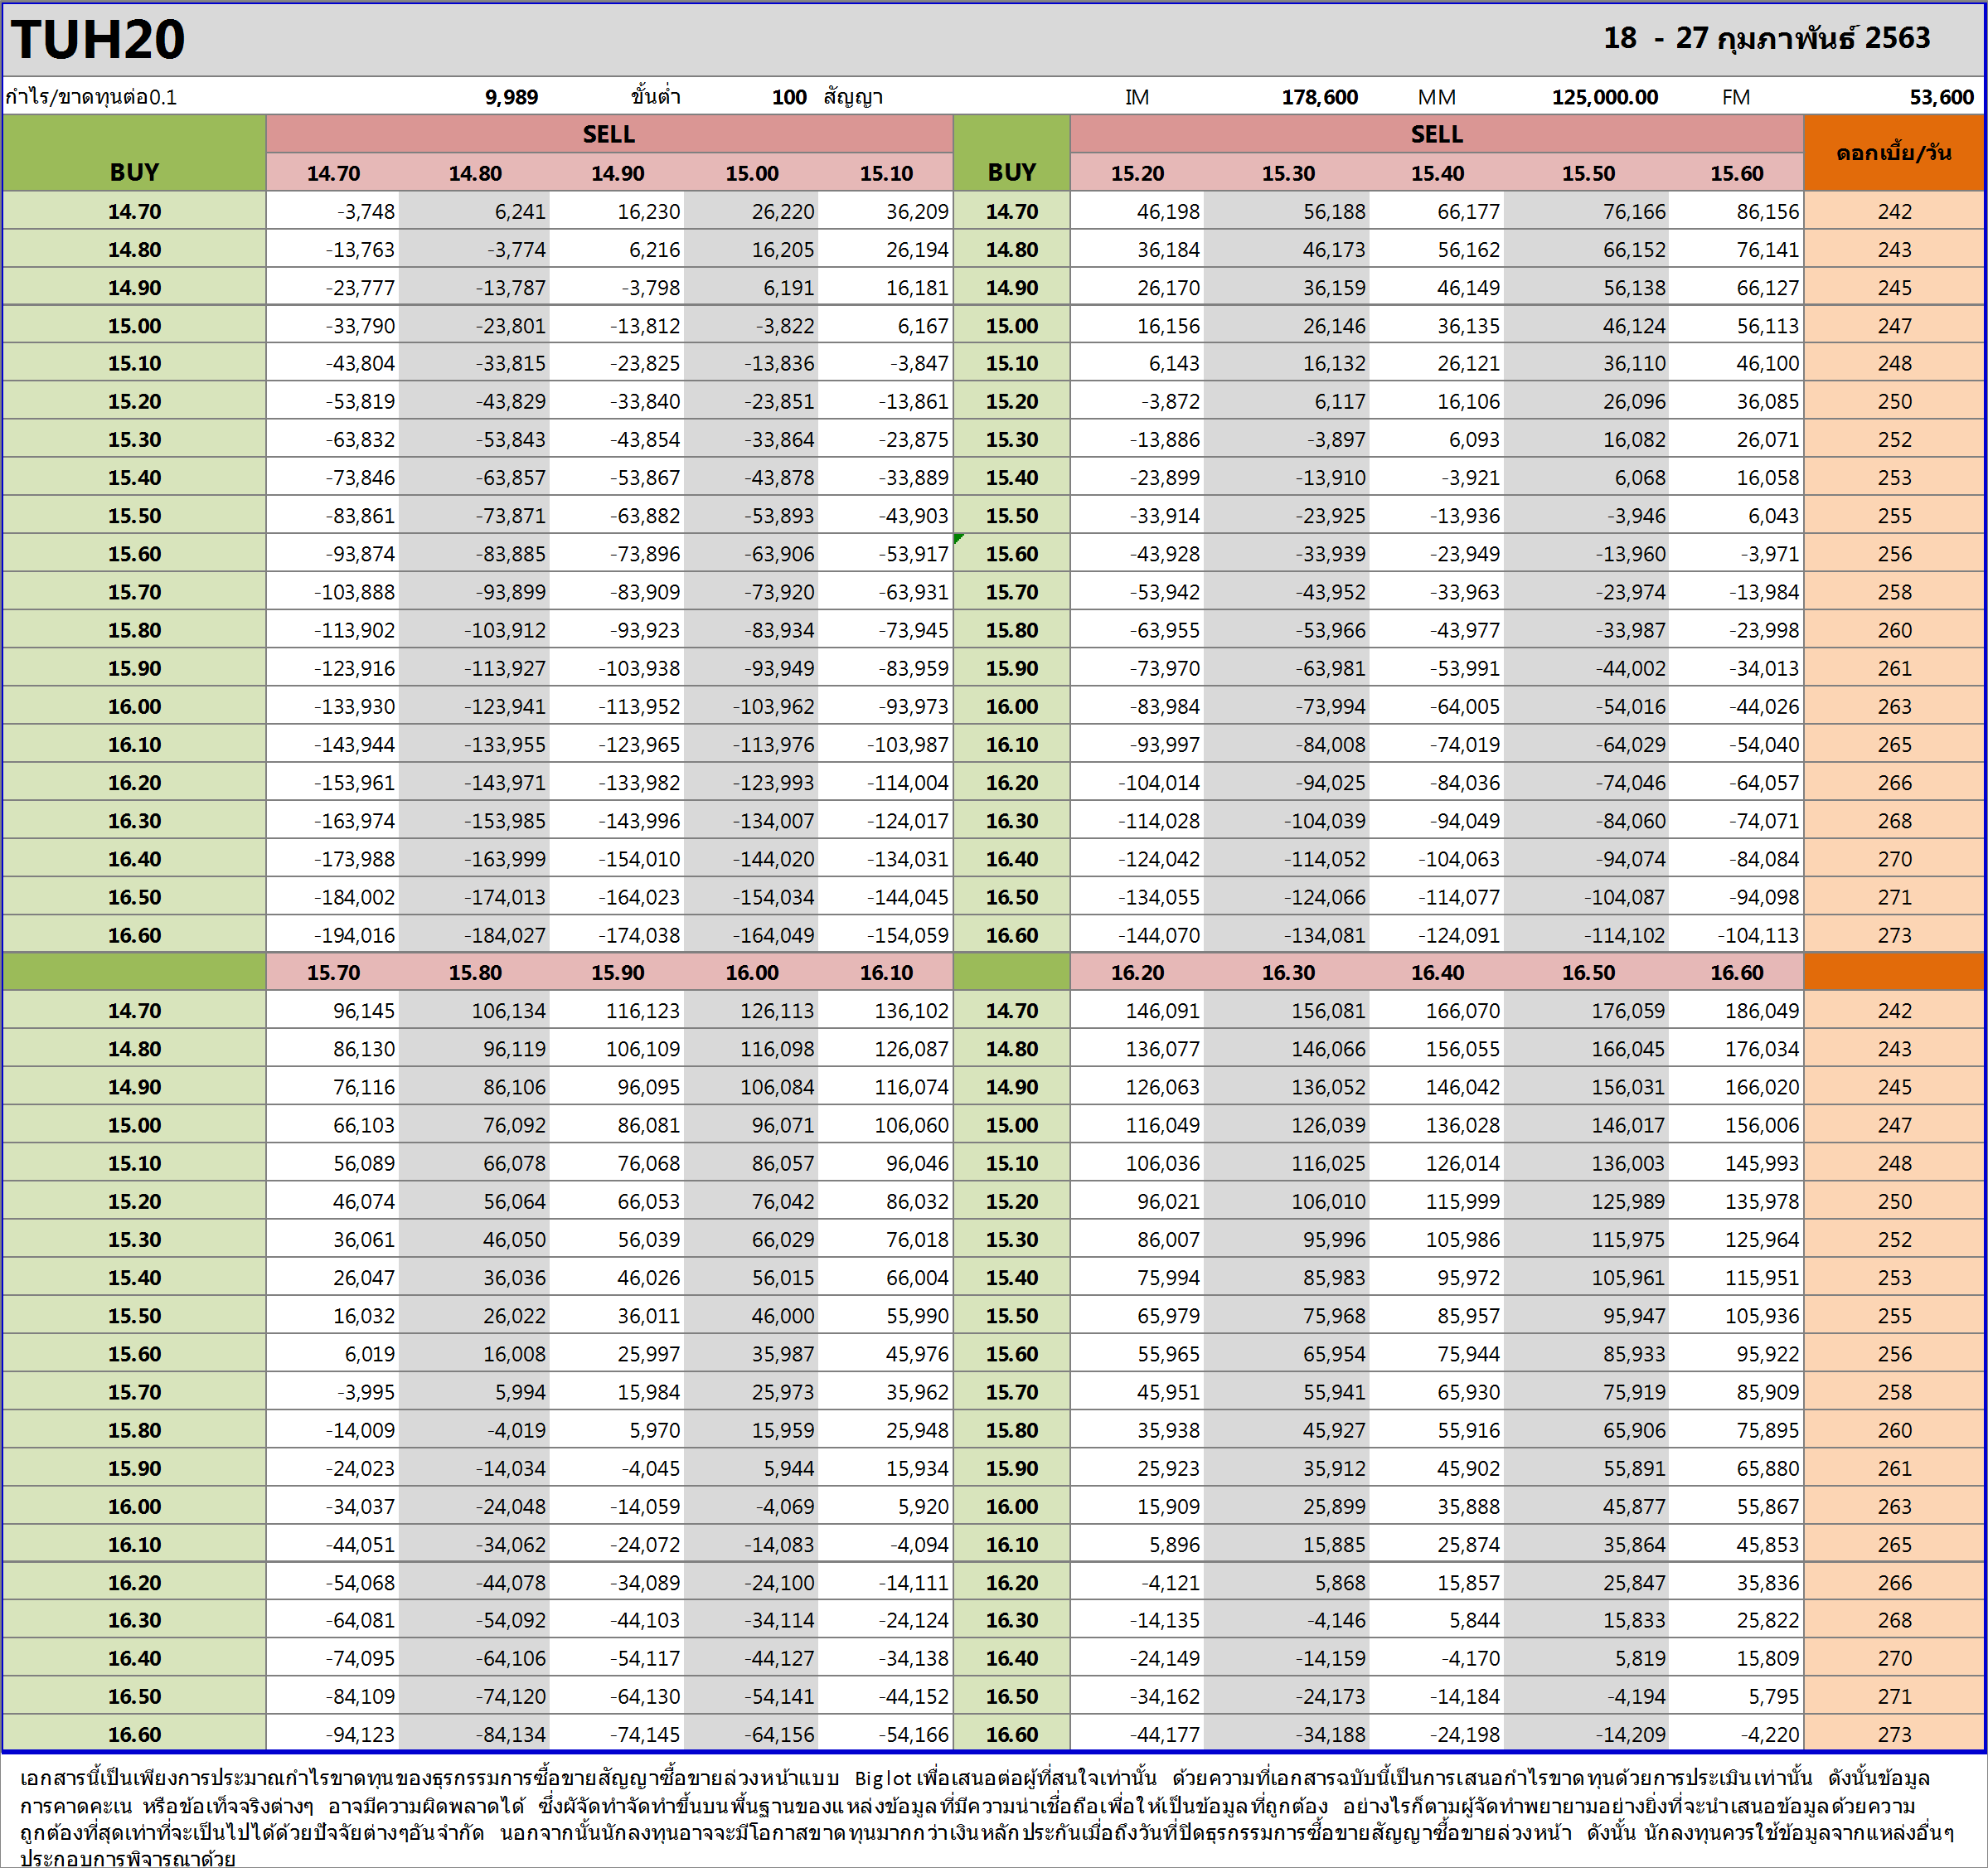 TUH20 18 - 27 กุมภาพันธ์ 2563
กำไร/ขาดทุนต่อ0.1 9,989 ขั้นต่ำ 100 สัญญา IM 178,600 MM 125,000.00 FM 53,600
SELL SELL ดอกเบี้ย/วัน
BUY 14.70 14.80 14.90 15.00 15.10 BUY 15.20 15.30 15.40 15.50 15.60
14.70 -3,748 6,241 16,230 26,220 36,209 14.70 46,198 56,188 66,177 76,166 86,156 242
14.80 -13,763 -3,774 6,216 16,205 26,194 14.80 36,184 46,173 56,162 66,152 76,141 243
14.90 -23,777 -13,787 -3,798 6,191 16,181 14.90 26,170 36,159 46,149 56,138 66,127 245
15.00 -33,790 -23,801 -13,812 -3,822 6,167 15.00 16,156 26,146 36,135 46,124 56,113 247
15.10 -43,804 -33,815 -23,825 -13,836 -3,847 15.10 6,143 16,132 26,121 36,110 46,100 248
15.20 -53,819 -43,829 -33,840 -23,851 -13,861 15.20 -3,872 6,117 16,106 26,096 36,085 250
15.30 -63,832 -53,843 -43,854 -33,864 -23,875 15.30 -13,886 -3,897 6,093 16,082 26,071 252
15.40 -73,846 -63,857 -53,867 -43,878 -33,889 15.40 -23,899 -13,910 -3,921 6,068 16,058 253
15.50 -83,861 -73,871 -63,882 -53,893 -43,903 15.50 -33,914 -23,925 -13,936 -3,946 6,043 255
15.60 -93,874 -83,885 -73,896 -63,906 -53,917 15.60 -43,928 -33,939 -23,949 -13,960 -3,971 256
15.70 -103,888 -93,899 -83,909 -73,920 -63,931 15.70 -53,942 -43,952 -33,963 -23,974 -13,984 258
15.80 -113,902 -103,912 -93,923 -83,934 -73,945 15.80 -63,955 -53,966 -43,977 -33,987 -23,998 260
15.90 -123,916 -113,927 -103,938 -93,949 -83,959 15.90 -73,970 -63,981 -53,991 -44,002 -34,013 261
16.00 -133,930 -123,941 -113,952 -103,962 -93,973 16.00 -83,984 -73,994 -64,005 -54,016 -44,026 263
16.10 -143,944 -133,955 -123,965 -113,976 -103,987 16.10 -93,997 -84,008 -74,019 -64,029 -54,040 265
16.20 -153,961 -143,971 -133,982 -123,993 -114,004 16.20 -104,014 -94,025 -84,036 -74,046 -64,057 266
16.30 -163,974 -153,985 -143,996 -134,007 -124,017 16.30 -114,028 -104,039 -94,049 -84,060 -74,071 268
16.40 -173,988 -163,999 -154,010 -144,020 -134,031 16.40 -124,042 -114,052 -104,063 -94,074 -84,084 270
16.50 -184,002 -174,013 -164,023 -154,034 -144,045 16.50 -134,055 -124,066 -114,077 -104,087 -94,098 271
16.60 -194,016 -184,027 -174,038 -164,049 -154,059 16.60 -144,070 -134,081 -124,091 -114,102 -104,113 273
15.70 15.80 15.90 16.00 16.10 16.20 16.30 16.40 16.50 16.60
14.70 96,145 106,134 116,123 126,113 136,102 14.70 146,091 156,081 166,070 176,059 186,049 242
14.80 86,130 96,119 106,109 116,098 126,087 14.80 136,077 146,066 156,055 166,045 176,034 243
14.90 76,116 86,106 96,095 106,084 116,074 14.90 126,063 136,052 146,042 156,031 166,020 245
15.00 66,103 76,092 86,081 96,071 106,060 15.00 116,049 126,039 136,028 146,017 156,006 247
15.10 56,089 66,078 76,068 86,057 96,046 15.10 106,036 116,025 126,014 136,003 145,993 248
15.20 46,074 56,064 66,053 76,042 86,032 15.20 96,021 106,010 115,999 125,989 135,978 250
15.30 36,061 46,050 56,039 66,029 76,018 15.30 86,007 95,996 105,986 115,975 125,964 252
15.40 26,047 36,036 46,026 56,015 66,004 15.40 75,994 85,983 95,972 105,961 115,951 253
15.50 16,032 26,022 36,011 46,000 55,990 15.50 65,979 75,968 85,957 95,947 105,936 255
15.60 6,019 16,008 25,997 35,987 45,976 15.60 55,965 65,954 75,944 85,933 95,922 256
15.70 -3,995 5,994 15,984 25,973 35,962 15.70 45,951 55,941 65,930 75,919 85,909 258
15.80 -14,009 -4,019 5,970 15,959 25,948 15.80 35,938 45,927 55,916 65,906 75,895 260
15.90 -24,023 -14,034 -4,045 5,944 15,934 15.90 25,923 35,912 45,902 55,891 65,880 261
16.00 -34,037 -24,048 -14,059 -4,069 5,920 16.00 15,909 25,899 35,888 45,877 55,867 263
16.10 -44,051 -34,062 -24,072 -14,083 -4,094 16.10 5,896 15,885 25,874 35,864 45,853 265
16.20 -54,068 -44,078 -34,089 -24,100 -14,111 16.20 -4,121 5,868 15,857 25,847 35,836 266
16.30 -64,081 -54,092 -44,103 -34,114 -24,124 16.30 -14,135 -4,146 5,844 15,833 25,822 268
16.40 -74,095 -64,106 -54,117 -44,127 -34,138 16.40 -24,149 -14,159 -4,170 5,819 15,809 270
16.50 -84,109 -74,120 -64,130 -54,141 -44,152 16.50 -34,162 -24,173 -14,184 -4,194 5,795 271
16.60 -94,123 -84,134 -74,145 -64,156 -54,166 16.60 -44,177 -34,188 -24,198 -14,209 -4,220 273
เอกสารนี้เป็นเพียงการประมาณกำไรขาดทุนของธุรกรรมการซื้อขายสัญญาซื้อขายล่วงหน้าแบบ Big lot เพื่อเสนอต่อผู้ที่สนใจเท่านั้น ด้วยความที่เอกสารฉบับนี้เป็นการเสนอกำไรขาดทุนด้วยการประเมินเท่านั้น ดังนั้นข้อมูล
การคาดคะเน หรือข้อเท็จจริงต่างๆ อาจมีความผิดพลาดได้ ซึ่งผู้จัดทำจัดทำขึ้นบนพื้นฐานของแหล่งข้อมูลที่มีความน่าเชื่อถือเพื่อให้เป็นข้อมูลที่ถูกต้อง อย่างไรก็ตามผู้จัดทำพยายามอย่างยิ่งที่จะนำเสนอข้อมูลด้วยความ
ถูกต้องที่สุดเท่าที่จะเป็นไปได้ด้วยปัจจัยต่างๆอันจำกัด นอกจากนั้นนักลงทุนอาจจะมีโอกาสขาดทุนมากกว่าเงินหลักประกันเมื่อถึงวันที่ปิดธุรกรรมการซื้อขายสัญญาซื้อขายล่วงหน้า ดังนั้น นักลงทุนควรใช้ข้อมูลจากแหล่งอื่นๆ
ประกอบการพิจารณาด้วย